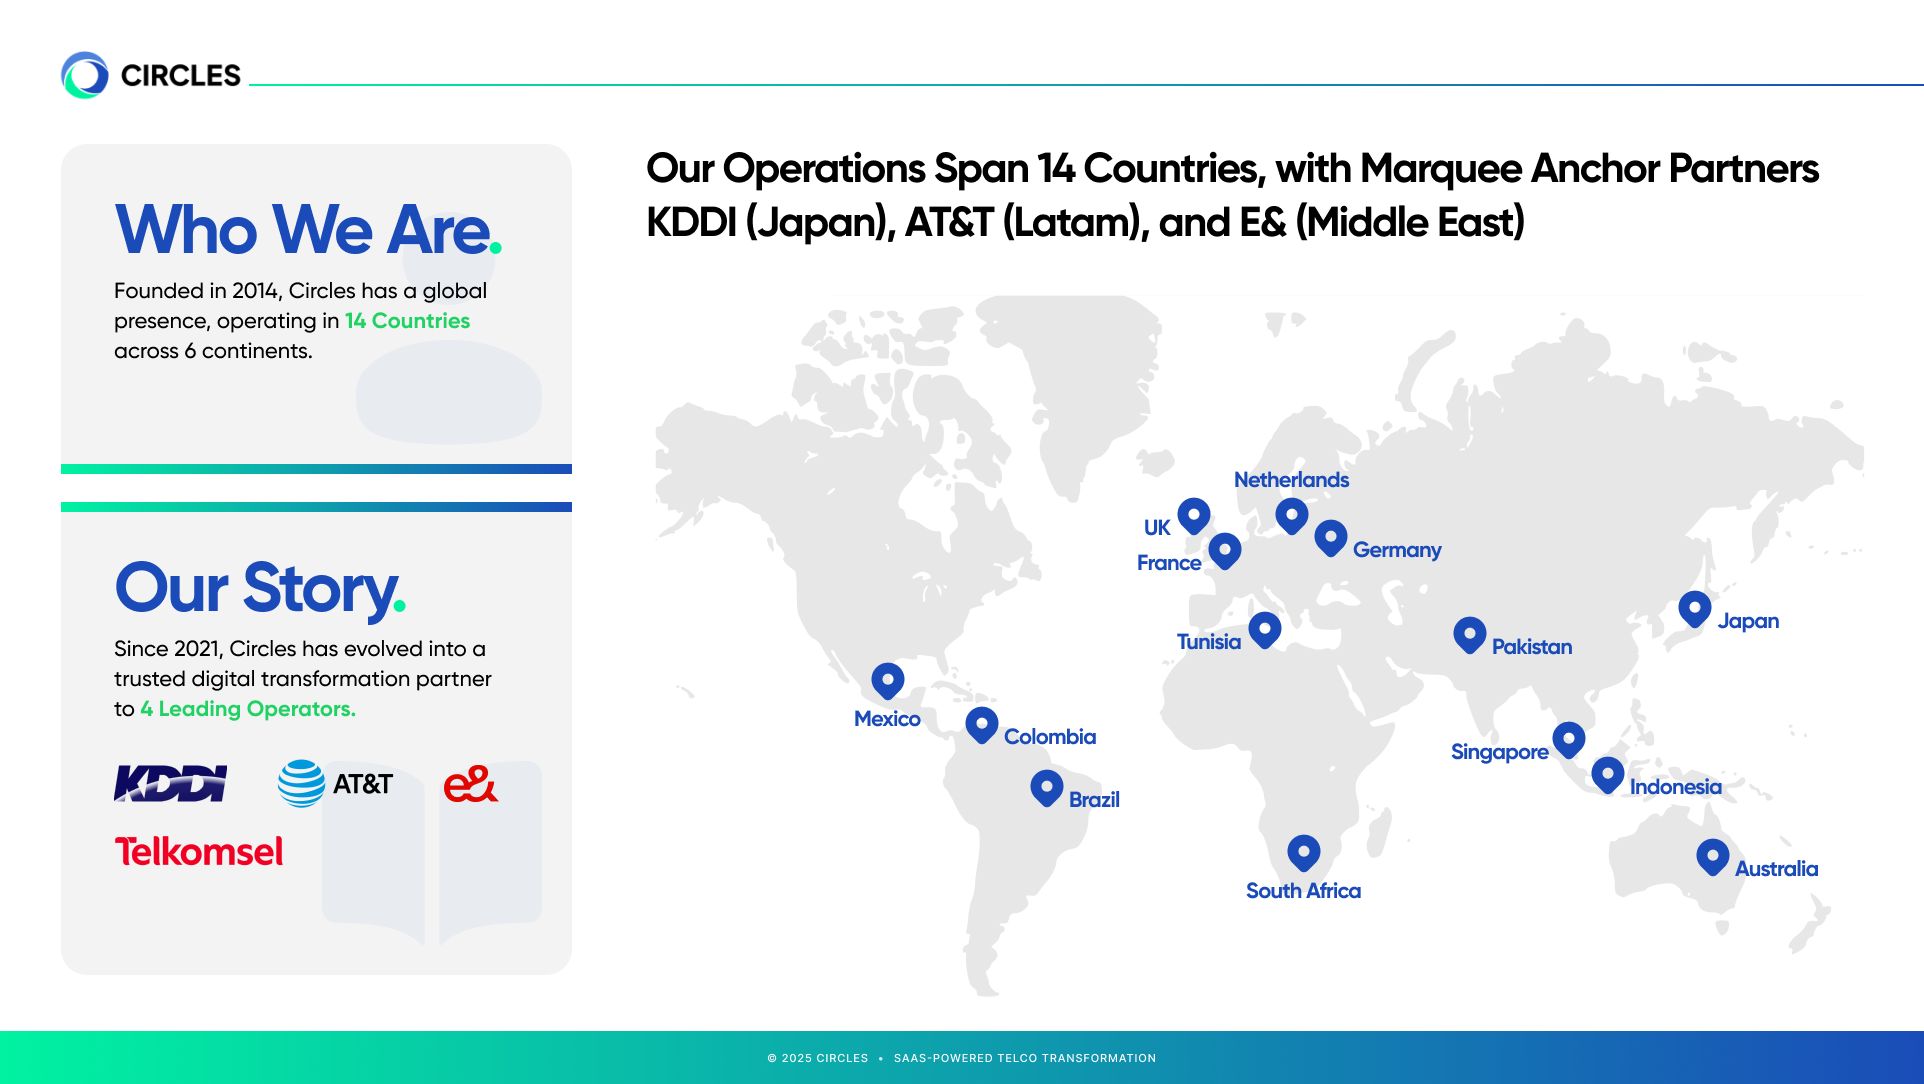 CIRCLES
Who We Are.
Founded in 2014, Circles has a global
presence, operating in 14 Countries
across 6 continents.
Our Story.
Since 2021, Circles has evolved into a
trusted digital transformation partner
to 4 Leading Operators.
KDDI
AT&T
e&
Telkomsel
Our Operations Span 14 Countries, with Marquee Anchor Partners
KDDI (Japan), AT&T (Latam), and E& (Middle East)
Netherlands
UK
Germany
France
Japan
Tunisia
Pakistan
Mexico
Colombia
Singapore
Indonesia
Brazil
Australia
South Africa
© 2025 CIRCLES • SAAS-POWERED TELCO TRANSFORMATION